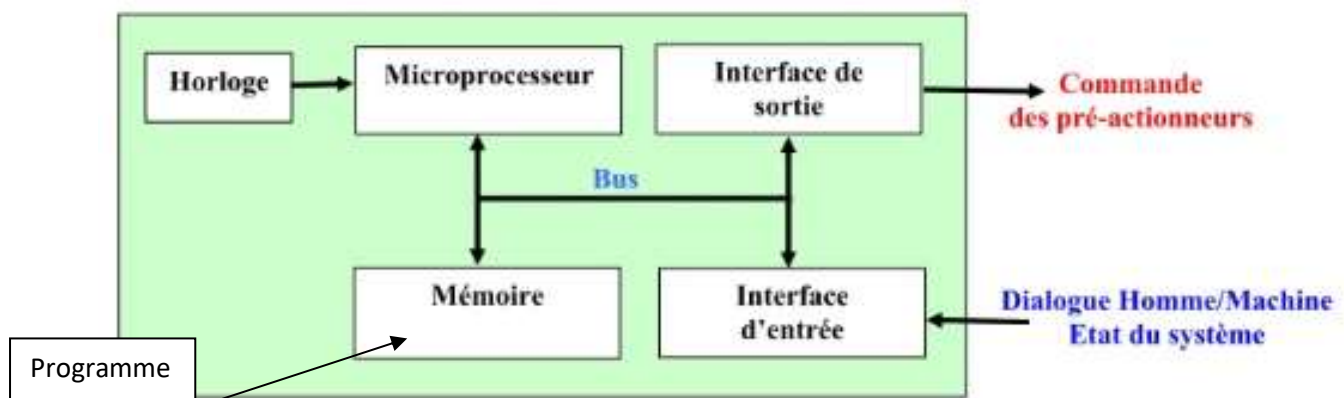 Horloge
Microprocesseur
Interface de
sortie
Commande
des pré-actionneurs
Bus
Mémoire
Interface
d'entrée
Dialogue Homme/Machine
Etat du système
Programme